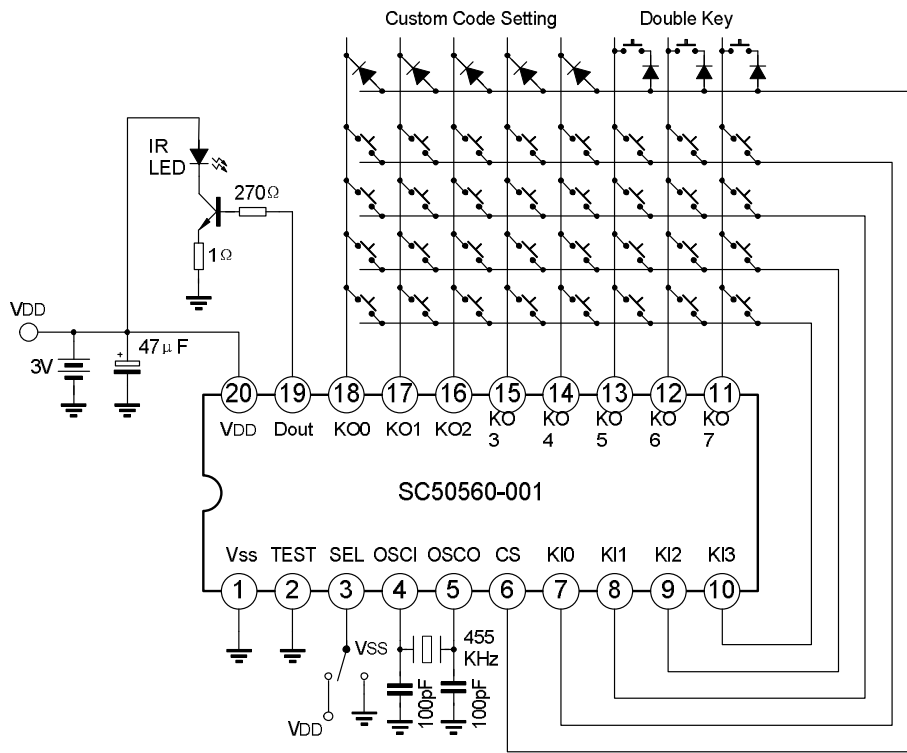 Custom Code Setting Double Key
IR
LED
270Ω
1Ω
VDD
47μF
+
3V
20 19 18 17 16 15 14 13 12 11
VDD Dout KO0 KO1 KO2 KO KO KO KO KO
3 4 5 6 7
SC50560-001
Vss TEST SEL OSCI OSCO CS KI0 KI1 KI2 KI3
1 2 3 4 5 6 7 8 9 10
VSS
455
KHz
100pF 100pF
VDD